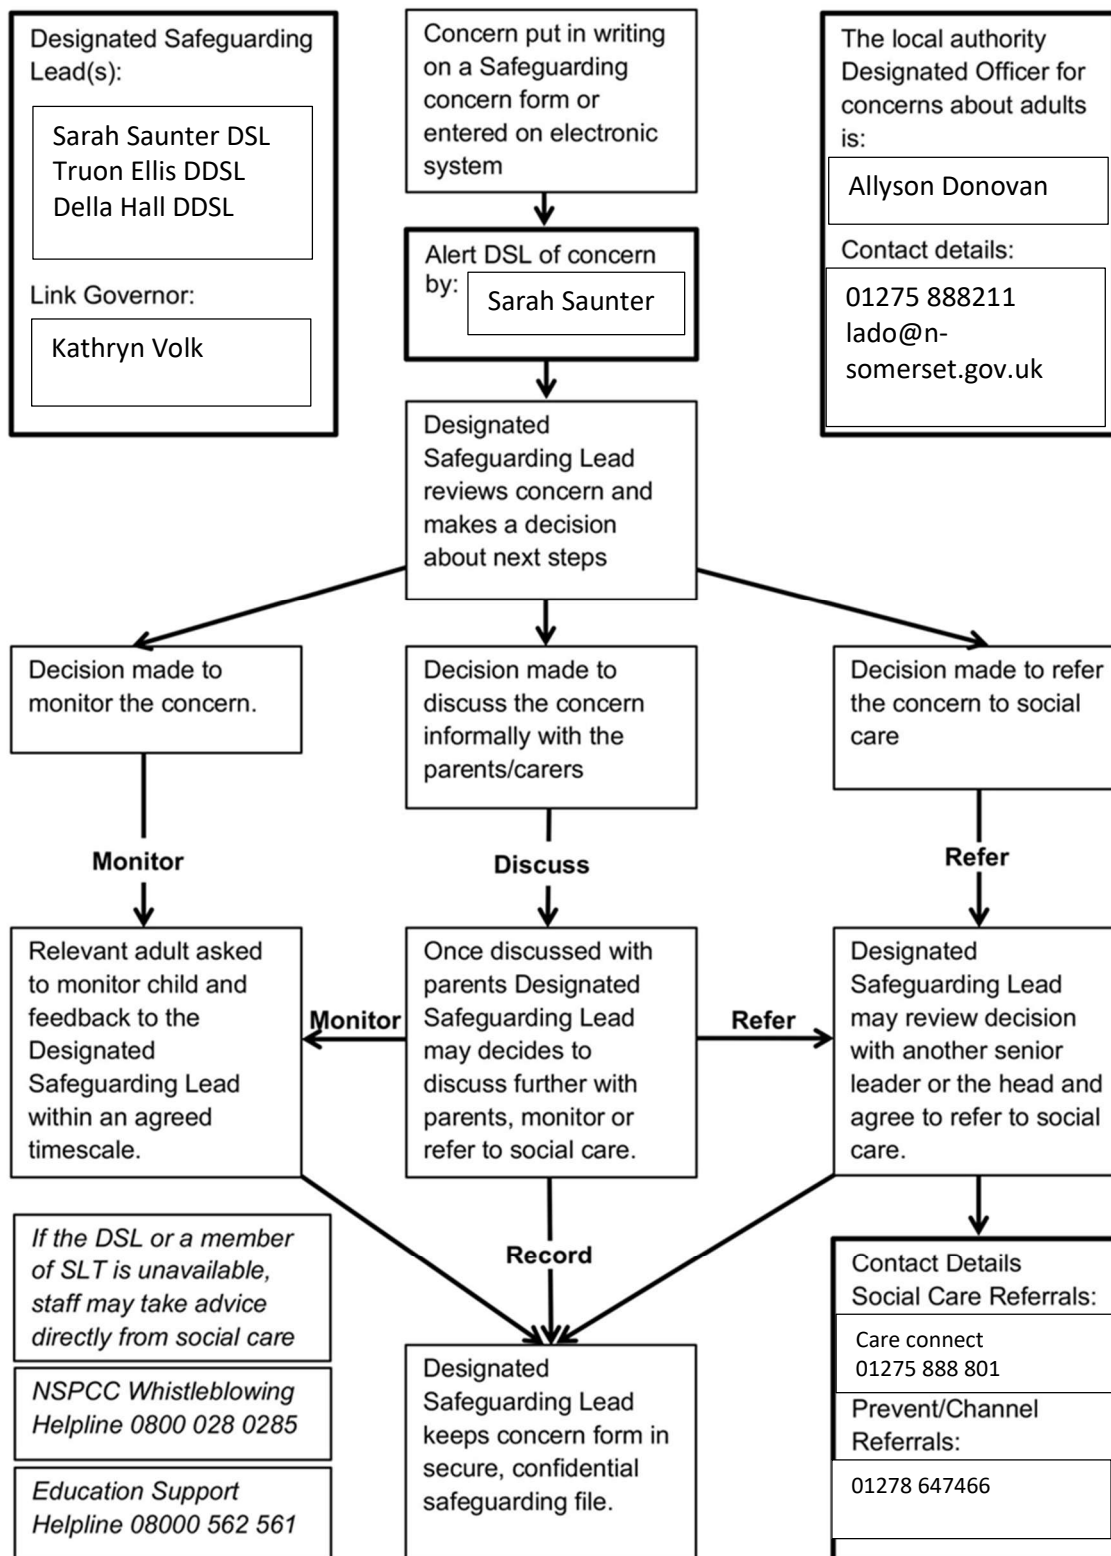 Designated Safeguarding
Lead(s):
Sarah Saunter DSL
Truon Ellis DDSL
Della Hall DDSL
Link Governor:
Kathryn Volk
Concern put in writing
on a Safeguarding
concern form or
entered on electronic
system
The local authority
Designated Officer for
concerns about adults
is:
Allyson Donovan
Contact details:
01275 888211
lado@n-
somerset.gov.uk
Alert DSL of concern
by:
Sarah Saunter
Designated
Safeguarding Lead
reviews concern and
makes a decision
about next steps
Decision made to
monitor the concern.
Decision made to
discuss the concern
informally with the
parents/carers
Decision made to refer
the concern to social
care
Monitor
Discuss
Refer
Relevant adult asked
to monitor child and
feedback to the
Designated
Safeguarding Lead
within an agreed
timescale.
Monitor
Once discussed with
parents Designated
Safeguarding Lead
may decides to
discuss further with
parents, monitor or
refer to social care.
Refer
Designated
Safeguarding Lead
may review decision
with another senior
leader or the head and
agree to refer to social
care.
If the DSL or a member
of SLT is unavailable,
staff may take advice
directly from social care
NSPCC Whistleblowing
Helpline 0800 028 0285
Education Support
Helpline 08000 562 561
Record
Designated
Safeguarding Lead
keeps concern form in
secure, confidential
safeguarding file.
Contact Details
Social Care Referrals:
Care connect
01275 888 801
Prevent/Channel
Referrals:
01278 647466